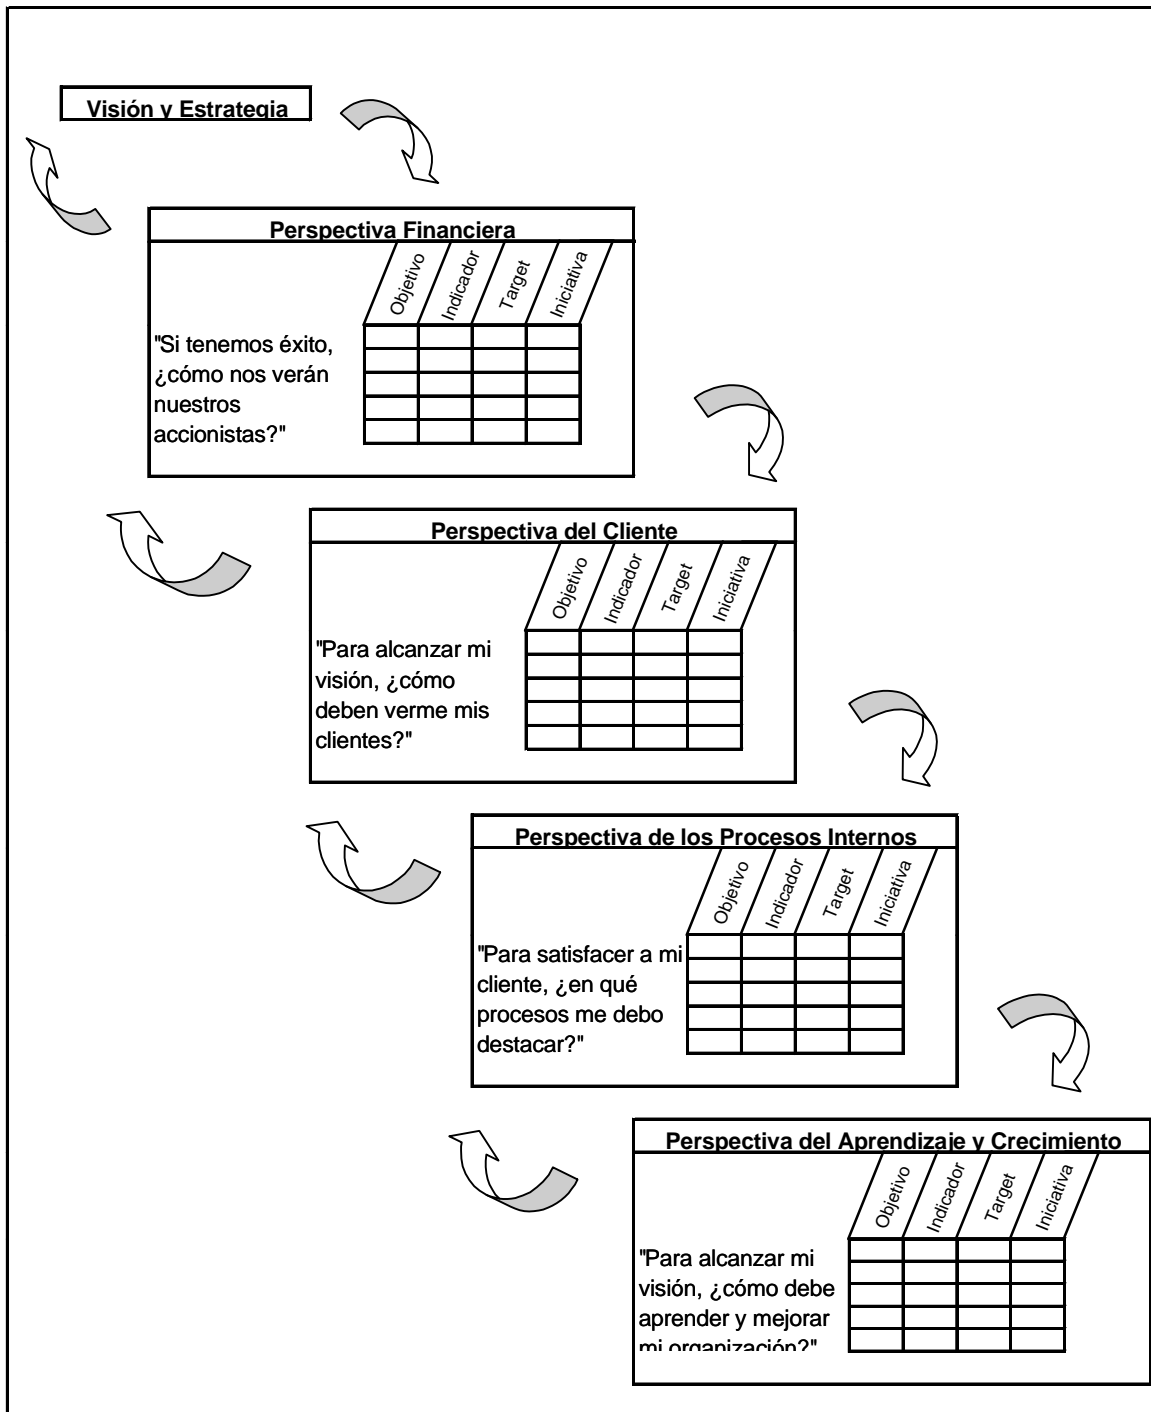 Visión y Estrategia
Perspectiva Financiera
Objetivo
Indicador
Target
Iniciativa
"Si tenemos éxito,
¿cómo nos verán
nuestros
accionistas?"
Perspectiva del Cliente
Objetivo
Indicador
Target
Iniciativa
"Para alcanzar mi
visión, ¿cómo
deben verme mis
clientes?"
Perspectiva de los Procesos Internos
Objetivo
Indicador
Target
Iniciativa
"Para satisfacer a mi
cliente, ¿en qué
procesos me debo
destacar?"
Perspectiva del Aprendizaje y Crecimiento
Objetivo
Indicador
Target
Iniciativa
"Para alcanzar mi
visión, ¿cómo debe
aprender y mejorar
mi organización?"